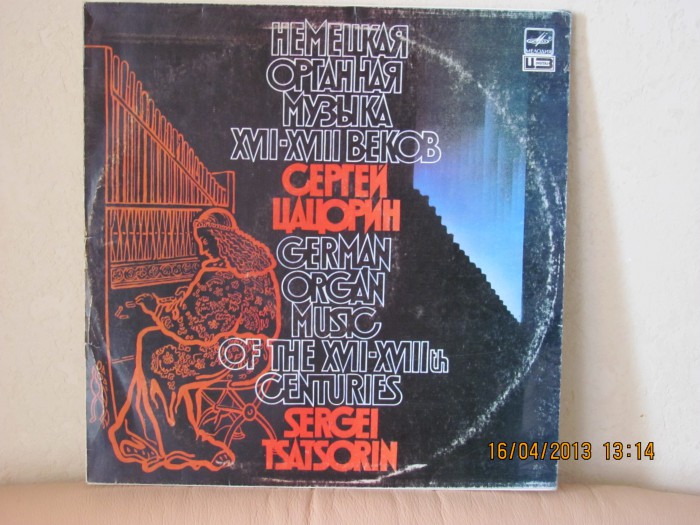 НЕМЕЦКАЯ
ОРГАННАЯ
МУЗЫКА
XVII-XVIII ВЕКОВ
СЕРГЕЙ
ЦАЦОРИН
GERMAN
ORGAN
MUSIC
OF THE XVII-XVIIIth
CENTURIES
SERGEI
TSATSORIN
МЕЛОДИЯ
16/04/2013 13:14